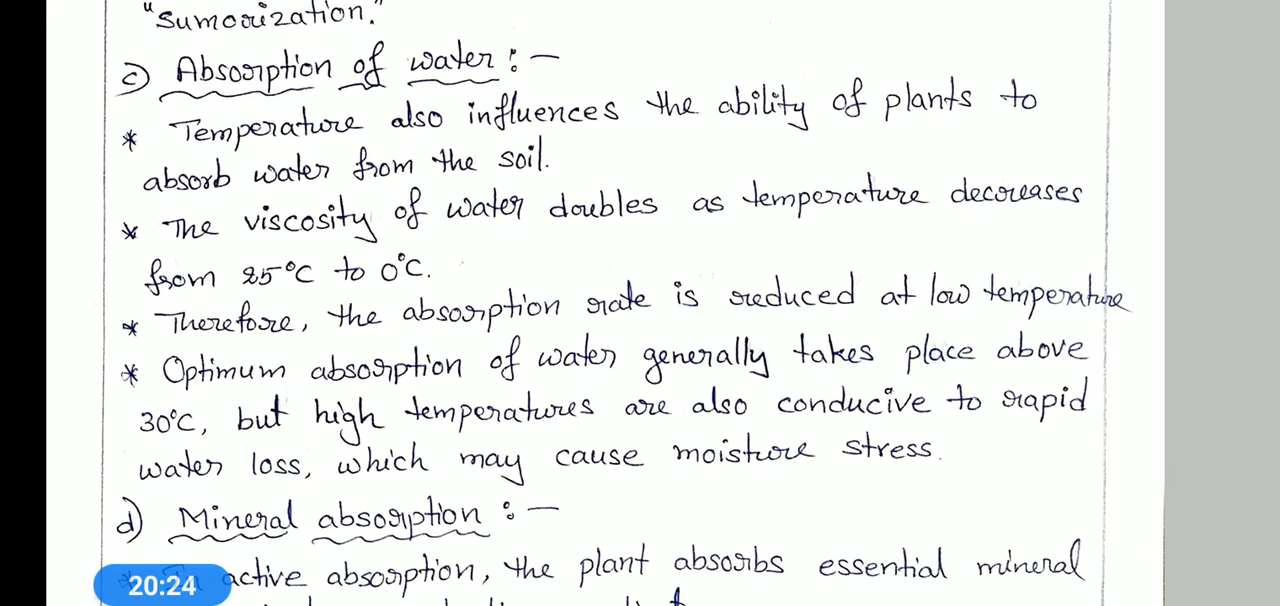 "Sumorization."
c) Absorption of water :-
* Temperature also influences the ability of plants to
absorb water from the soil.
* The viscosity of water doubles as temperature decreases
from 25°C to 0°C.
* Therefore, the absorption rate is reduced at low temperature
* Optimum absorption of water generally takes place above
30°C, but high temperatures are also conducive to rapid
water loss, which may cause moisture stress.
d) Mineral absorption :-
active absorption, the plant absorbs essential mineral
20:24